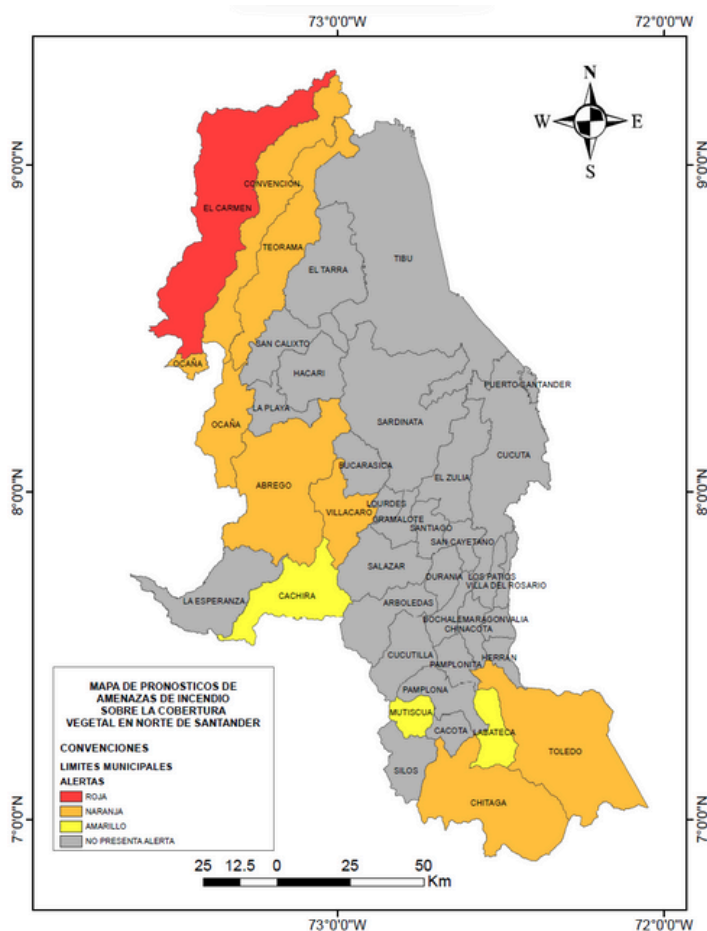 73°0'0"W
72°0'0"W
N
W
E
S
9°0'0"N
9°0'0"N
CONVENCION
EL CARMEN
TEORAMA
TIBU
EL TARRA
SAN CALIXTO
OCAÑA
HACARI
PUERTO SANTANDER
LA PLAYA
OCAÑA
SARDINATA
CUCUTA
BUCARASICA
EL ZULIA
ABREGO
8°0'0"N
8°0'0"N
LOURDES
VILLACARO
GRAMALOTE
SANTIAGO
SAN CAYETANO
SALAZAR
DURANIA
LOS PATIOS
VILLA DEL ROSARIO
CACHIRA
LA ESPERANZA
ARBOLEDAS
BOCHALEMA
RAGONVALIA
CHINACOTA
CUCUTILLA
HERRAN
PAMPLONITA
PAMPLONA
MUTISCUA
CACOTA
LABATECA
TOLEDO
SILOS
CHITAGA
7°0'0"N
7°0'0"N
MAPA DE PRONOSTICOS DE
AMENAZAS DE INCENDIO
SOBRE LA COBERTURA
VEGETAL EN NORTE DE SANTANDER
CONVENCIONES
LIMITES MUNICIPALES
ALERTAS
ROJA
NARANJA
AMARILLO
NO PRESENTA ALERTA
25 12.5 0 25 50
Km
73°0'0"W
72°0'0"W